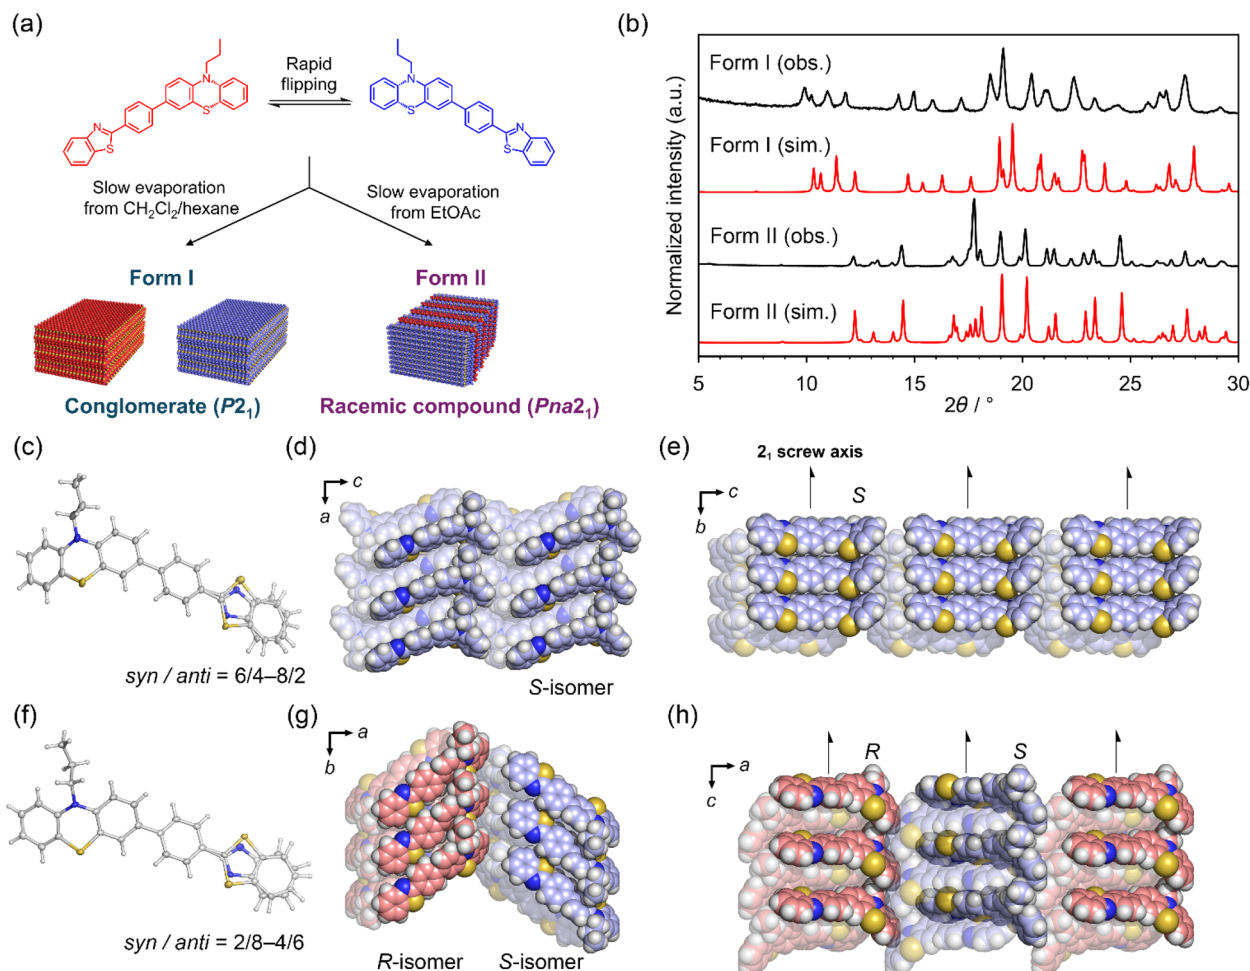 (a)
N
S
N
S
Rapid
flipping
N
S
N
S
Slow evaporation
from CH₂Cl₂/hexane
Slow evaporation
from EtOAc
Form I
Form II
Conglomerate (P2₁)
Racemic compound (Pna2₁)
(b)
Normalized intensity (a.u.)
Form I (obs.)
Form I (sim.)
Form II (obs.)
Form II (sim.)
5 10 15 20 25 30
2θ / °
(c)
syn / anti = 6/4–8/2
(d)
c
a
S-isomer
(e)
2₁ screw axis
c
b
S
(f)
syn / anti = 2/8–4/6
(g)
a
b
R-isomer
S-isomer
(h)
a
c
R
S